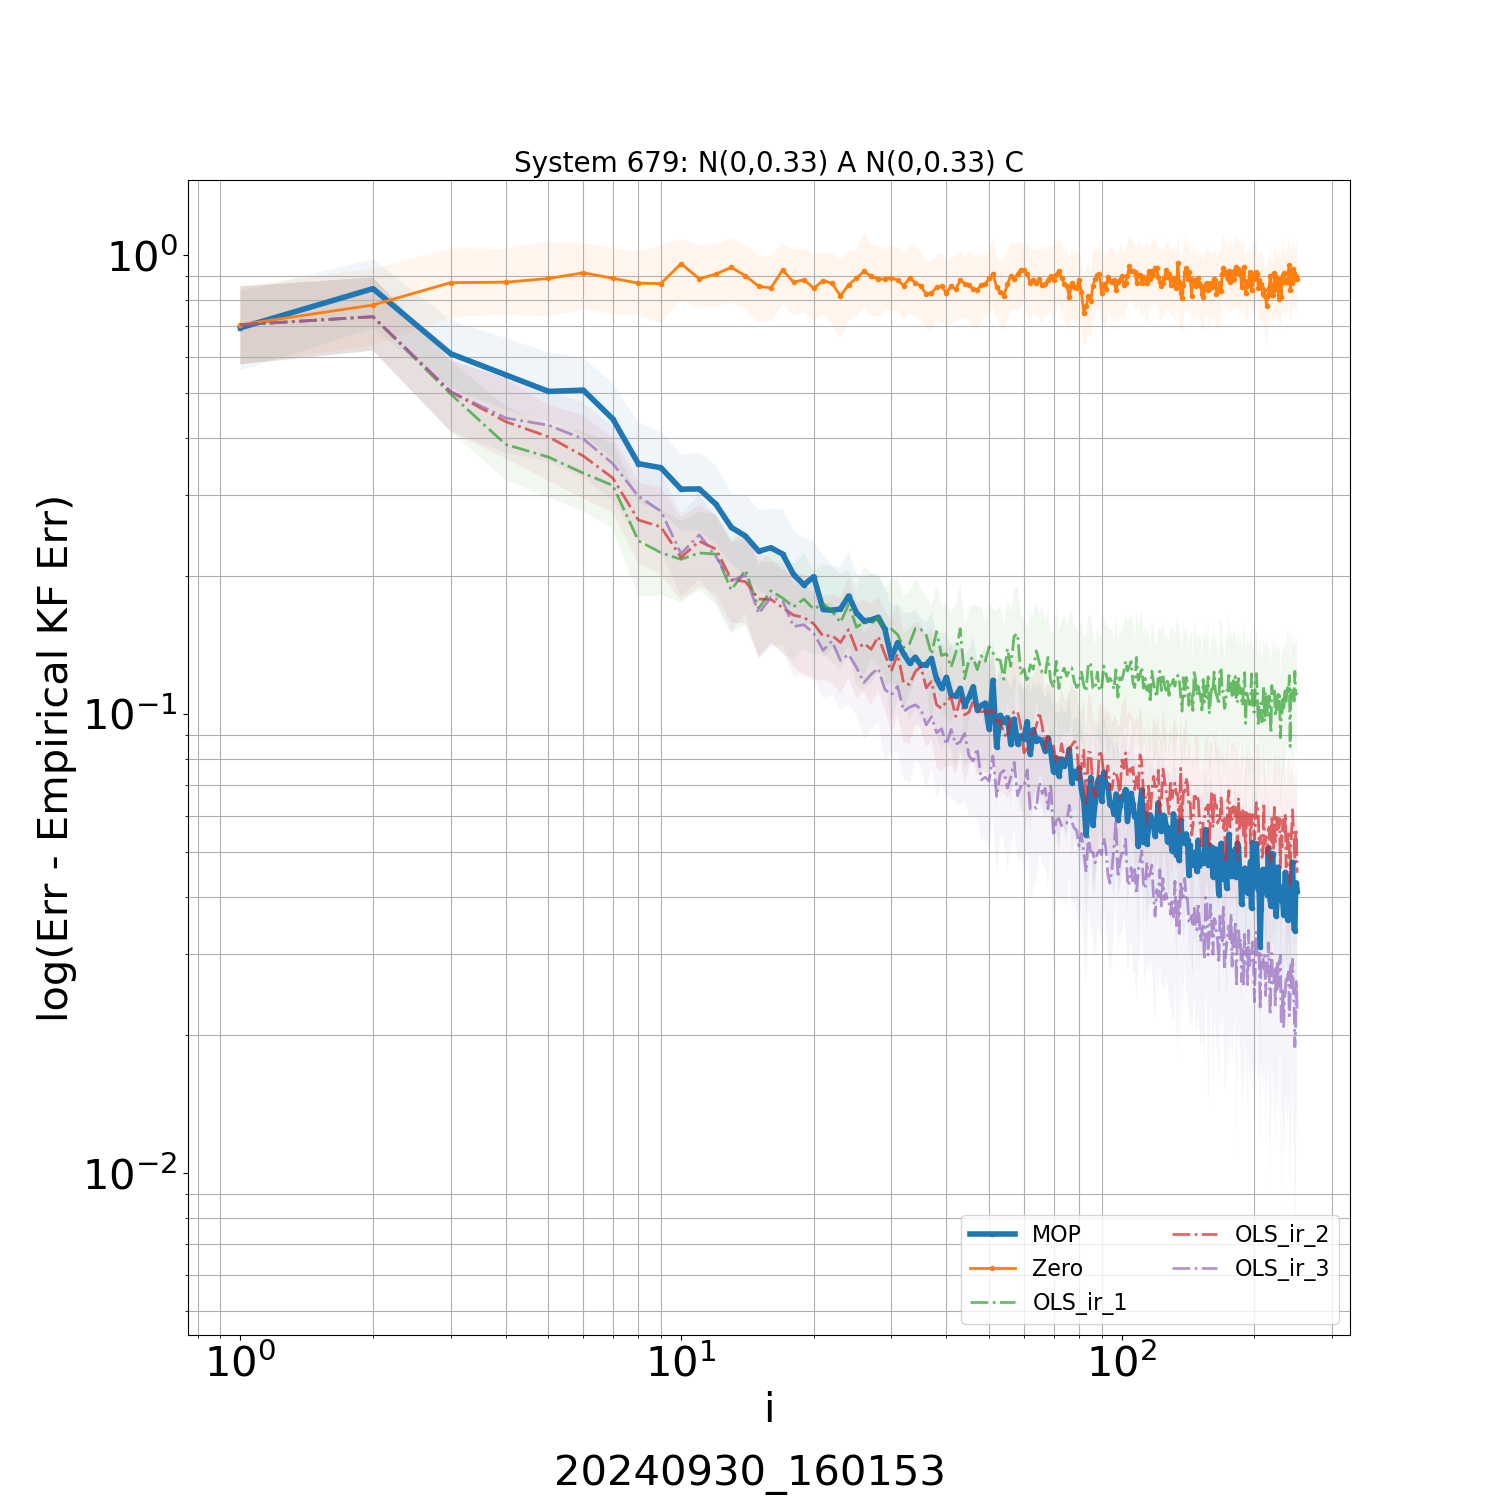 System 679: N(0,0.33) A N(0,0.33) C
log(Err - Empirical KF Err)
10⁰
10⁻¹
10⁻²
10⁰
10¹
10²
i
MOP
Zero
OLS_ir_1
OLS_ir_2
OLS_ir_3
20240930_160153